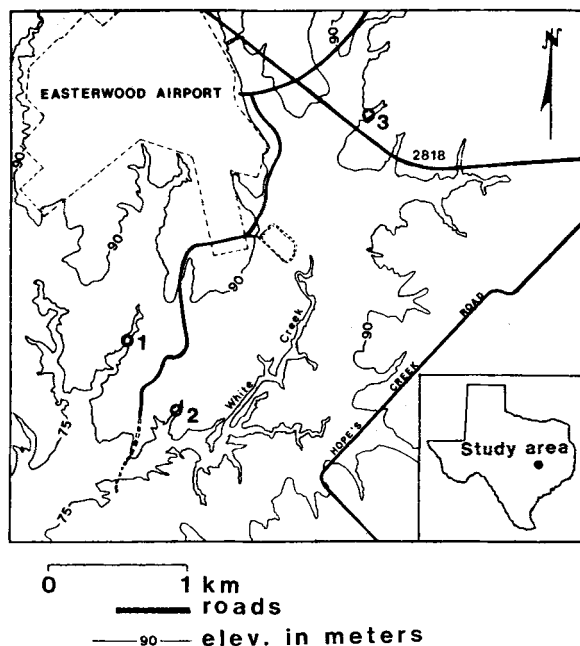 90
N
EASTERWOOD AIRPORT
3
90
2818
90
90
1
90
ROAD
Creek
White
CREEK
HOPE'S
2
75
75
Study area
0 1 km
roads
90 elev. in meters